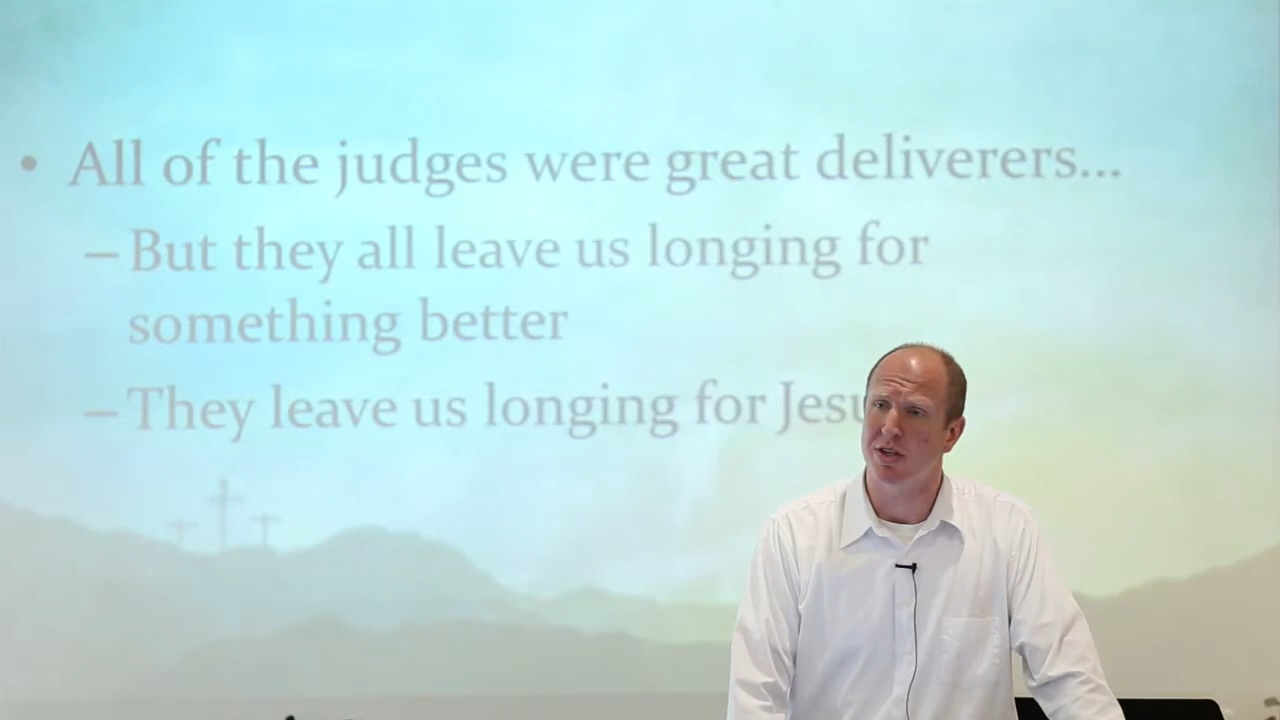 • All of the judges were great deliverers...
– But they all leave us longing for
something better
– They leave us longing for Jesu